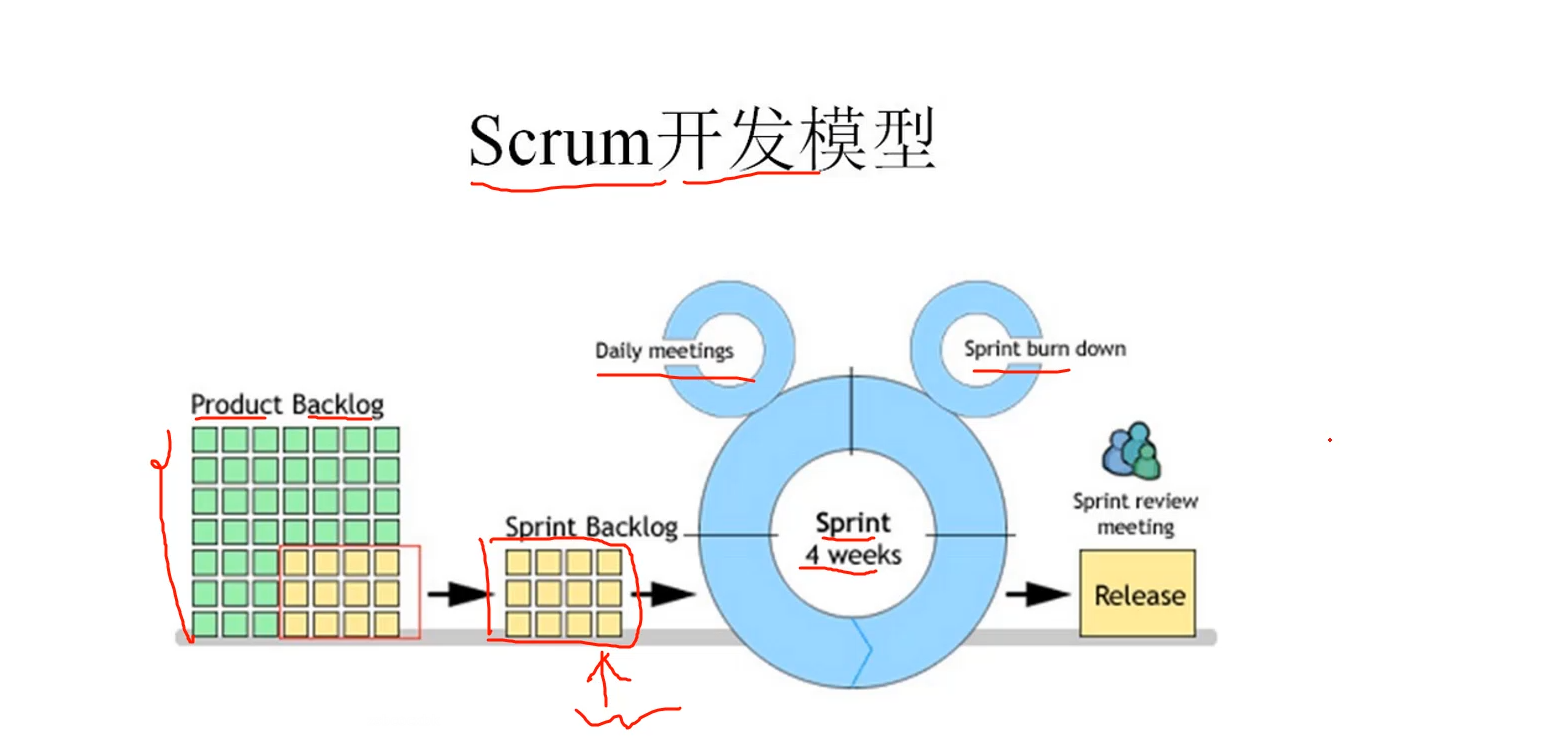 Scrum开发模型
Daily meetings
Sprint burn down
Product Backlog
Sprint Backlog
Sprint
4 weeks
Sprint review
meeting
Release